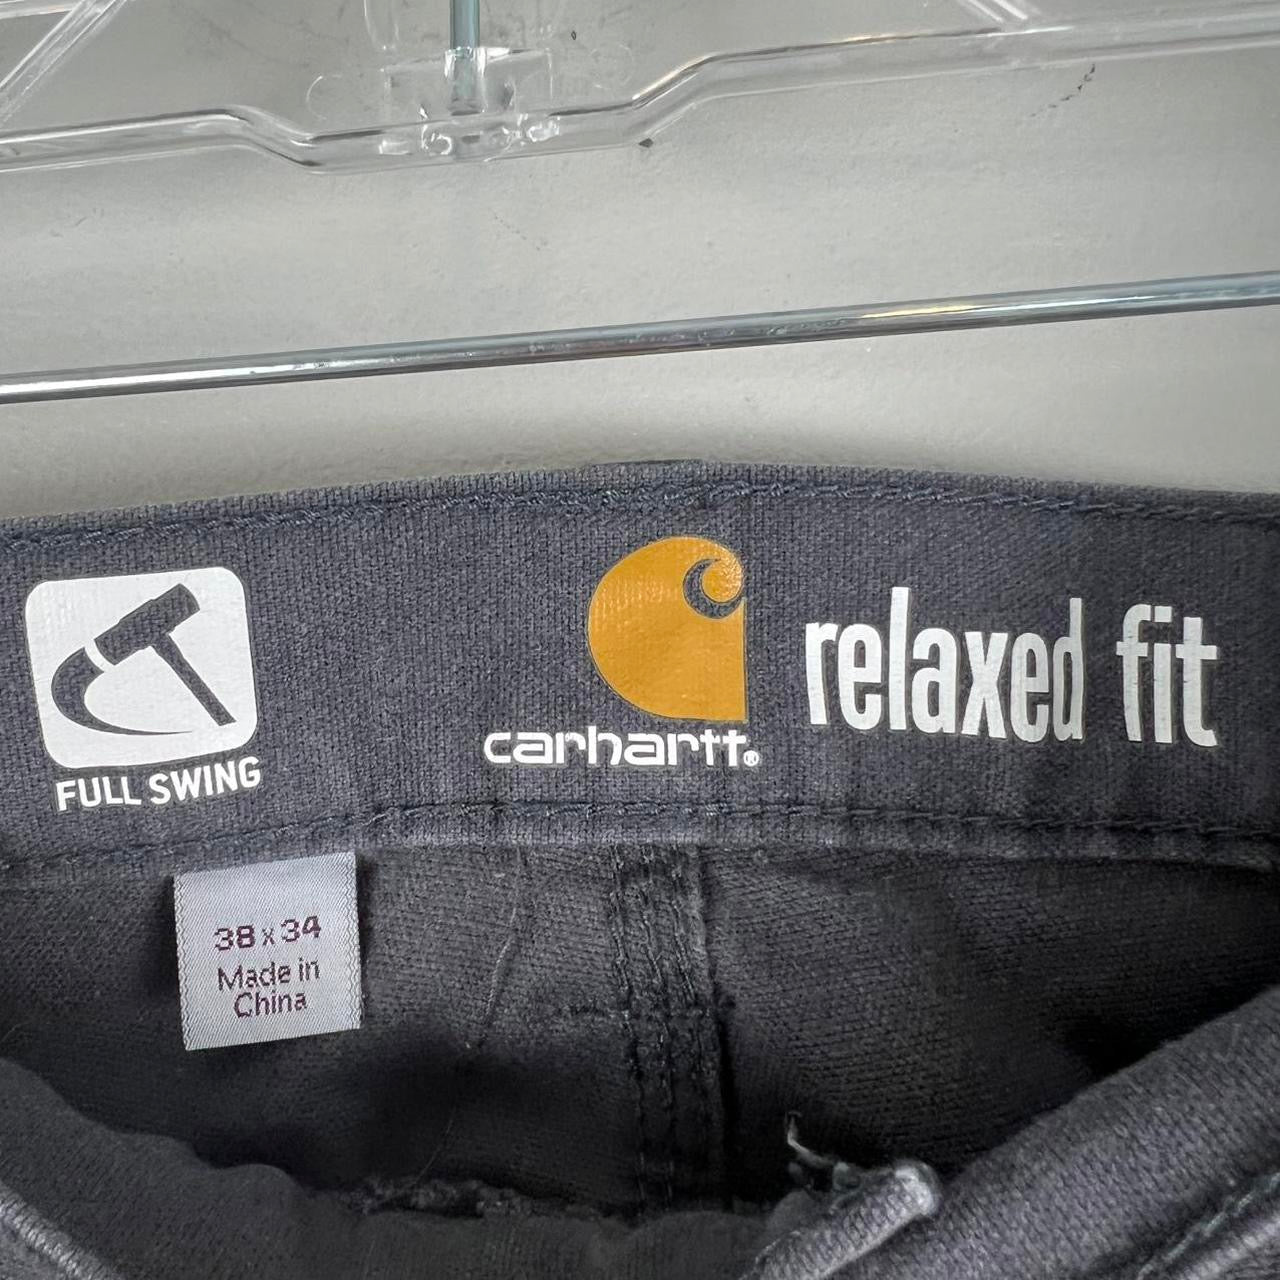 FULL SWING
carhartt®
relaxed fit
38 x 34
Made in
China